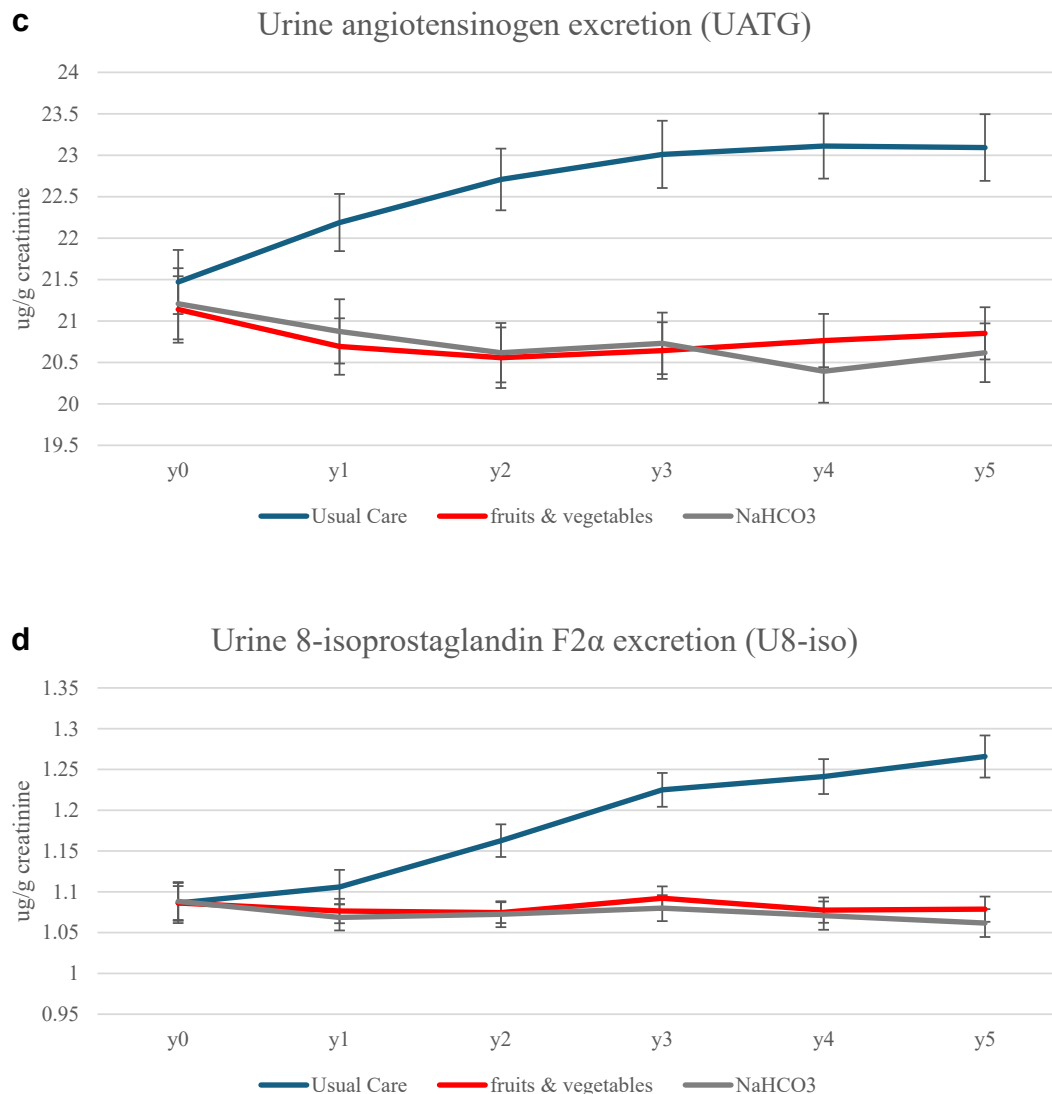 c
Urine angiotensinogen excretion (UATG)
24
23.5
23
22.5
22
21.5
21
20.5
20
19.5
ug/g creatinine
y0 y1 y2 y3 y4 y5
Usual Care fruits & vegetables NaHCO3
d
Urine 8-isoprostaglandin F2α excretion (U8-iso)
1.35
1.3
1.25
1.2
1.15
1.1
1.05
1
0.95
ug/g creatinine
y0 y1 y2 y3 y4 y5
Usual Care fruits & vegetables NaHCO3